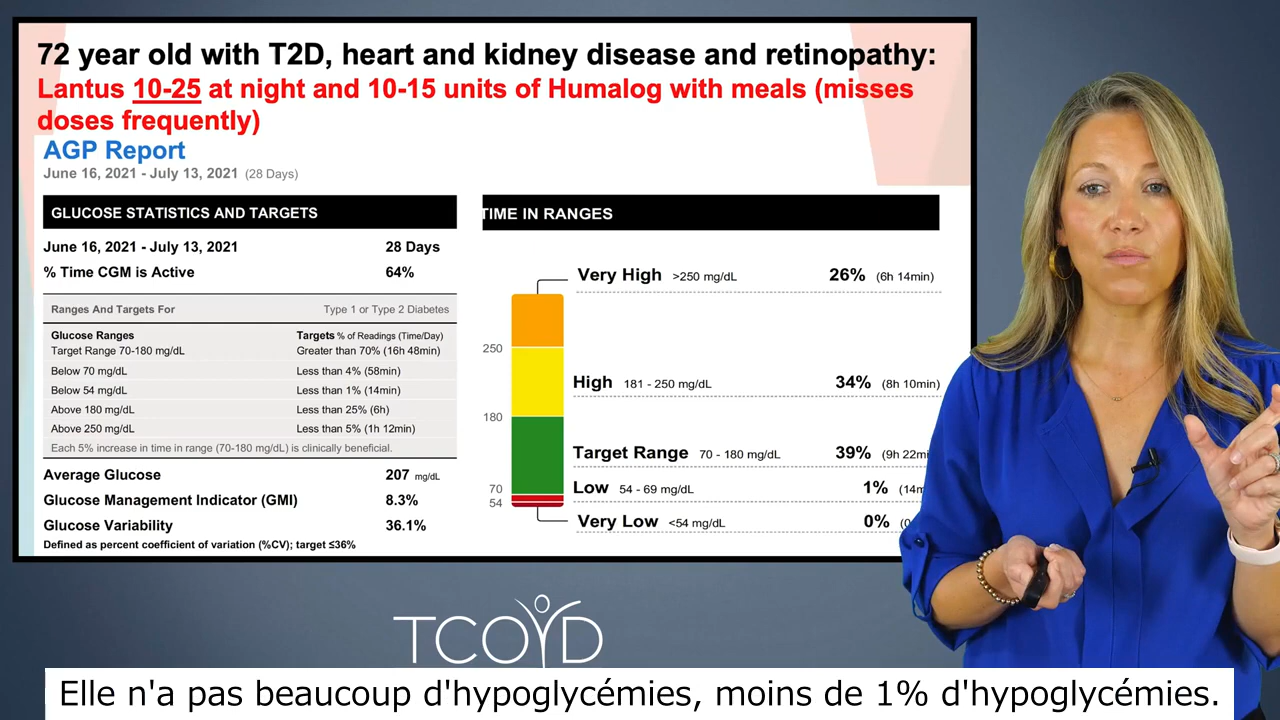 72 year old with T2D, heart and kidney disease and retinopathy:
Lantus 10-25 at night and 10-15 units of Humalog with meals (misses
doses frequently)
AGP Report
June 16, 2021 - July 13, 2021 (28 Days)
GLUCOSE STATISTICS AND TARGETS
June 16, 2021 - July 13, 2021 28 Days
% Time CGM is Active 64%
Ranges And Targets For Type 1 or Type 2 Diabetes
Glucose Ranges Targets % of Readings (Time/Day)
Target Range 70-180 mg/dL Greater than 70% (16h 48min)
Below 70 mg/dL Less than 4% (58min)
Below 54 mg/dL Less than 1% (14min)
Above 180 mg/dL Less than 25% (6h)
Above 250 mg/dL Less than 5% (1h 12min)
Each 5% increase in time in range (70-180 mg/dL) is clinically beneficial.
Average Glucose 207 mg/dL
Glucose Management Indicator (GMI) 8.3%
Glucose Variability 36.1%
Defined as percent coefficient of variation (%CV); target ≤36%
TIME IN RANGES
Very High >250 mg/dL 26% (6h 14min)
250
High 181 - 250 mg/dL 34% (8h 10min)
180
Target Range 70 - 180 mg/dL 39% (9h 22mi
70
Low 54 - 69 mg/dL 1% (14m
54
Very Low <54 mg/dL 0% (0
TCOYD
Elle n'a pas beaucoup d'hypoglycémies, moins de 1% d'hypoglycémies.